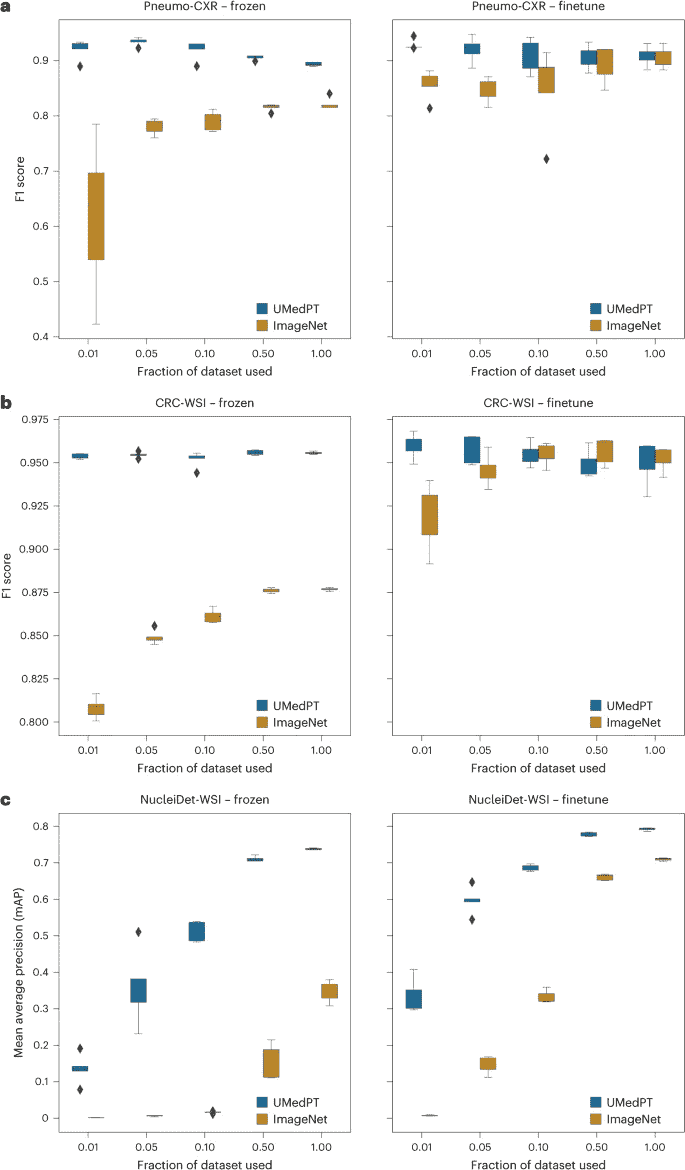 a
Pneumo-CXR – frozen
Pneumo-CXR – finetune
F1 score
0.9
0.8
0.7
0.6
0.5
0.4
UMedPT
ImageNet
UMedPT
ImageNet
0.01 0.05 0.10 0.50 1.00
0.01 0.05 0.10 0.50 1.00
Fraction of dataset used
Fraction of dataset used
b
CRC-WSI – frozen
CRC-WSI – finetune
F1 score
0.975
0.950
0.925
0.900
0.875
0.850
0.825
0.800
UMedPT
ImageNet
UMedPT
ImageNet
0.01 0.05 0.10 0.50 1.00
0.01 0.05 0.10 0.50 1.00
Fraction of dataset used
Fraction of dataset used
c
NucleiDet-WSI – frozen
NucleiDet-WSI – finetune
Mean average precision (mAP)
0.8
0.7
0.6
0.5
0.4
0.3
0.2
0.1
0
UMedPT
ImageNet
UMedPT
ImageNet
0.01 0.05 0.10 0.50 1.00
0.01 0.05 0.10 0.50 1.00
Fraction of dataset used
Fraction of dataset used